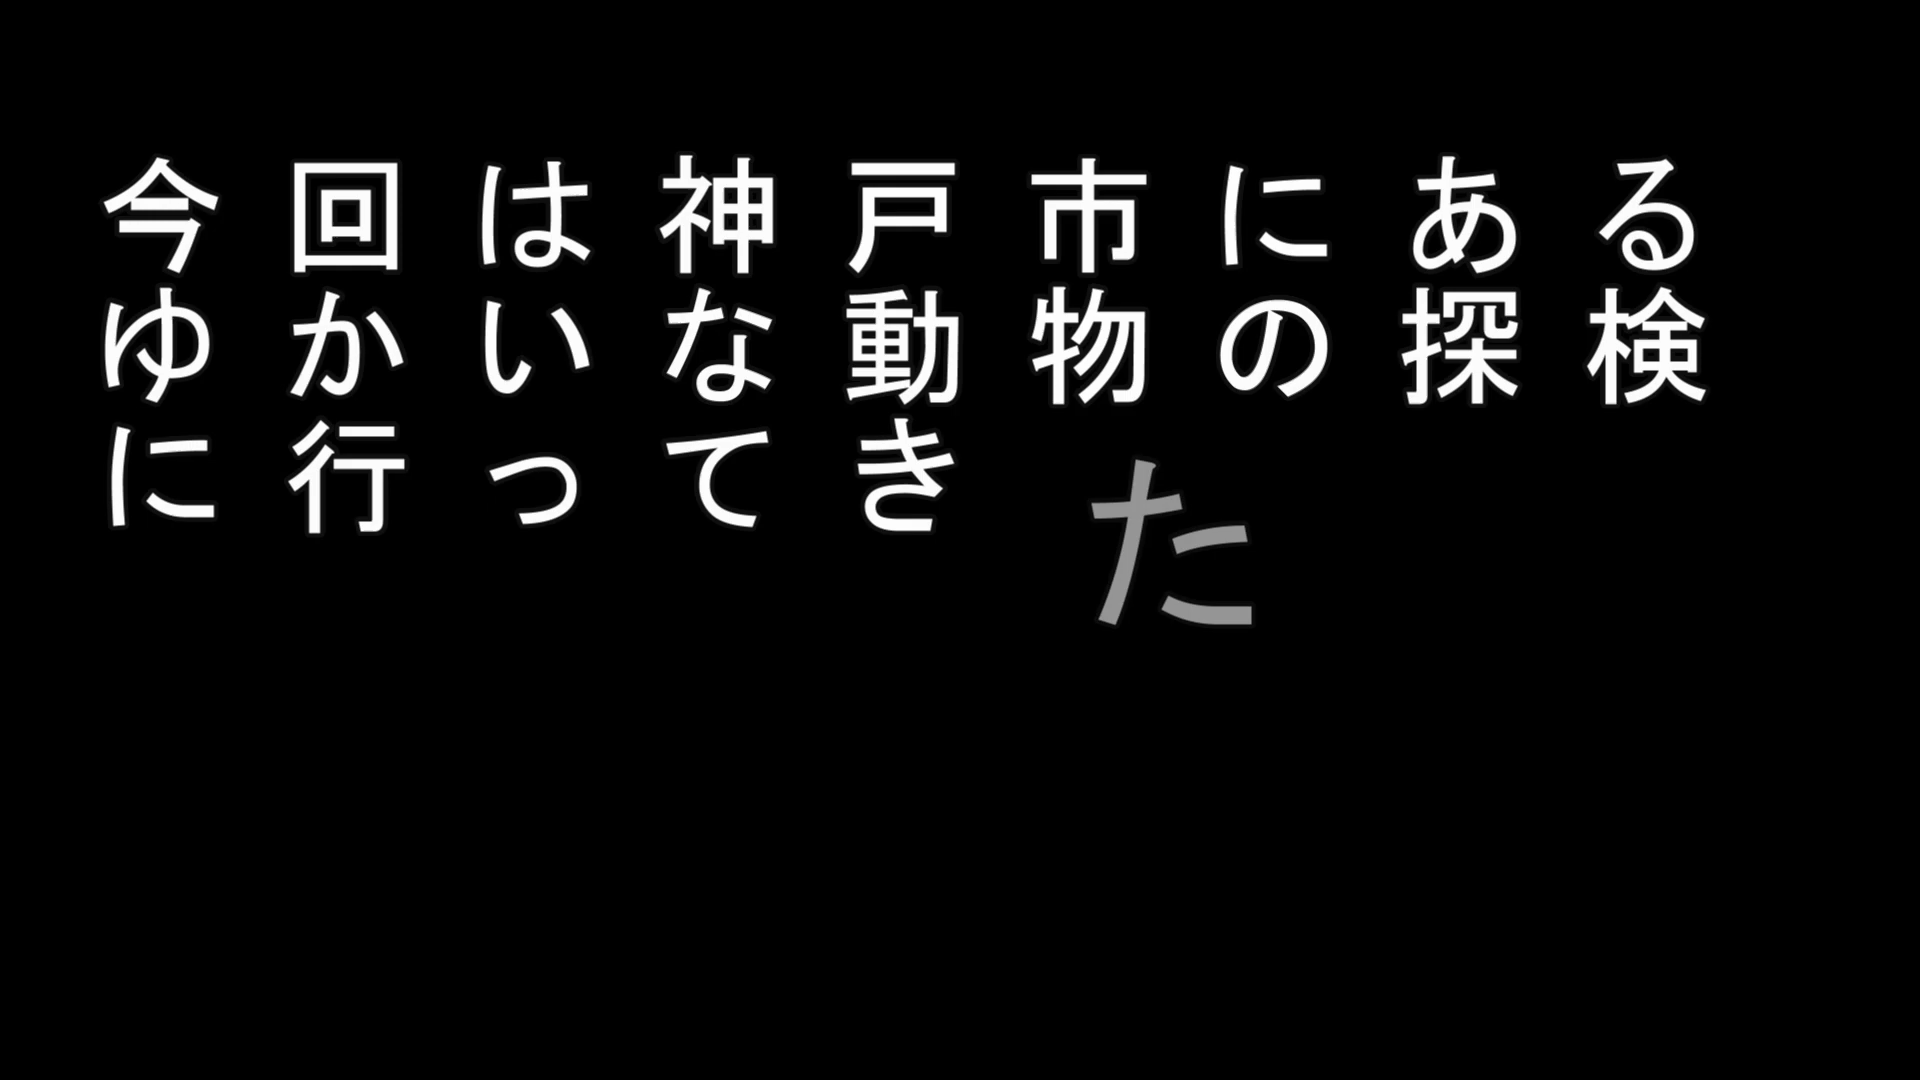 今回は神戸市にある
ゆかいな動物の探検
に行ってきた